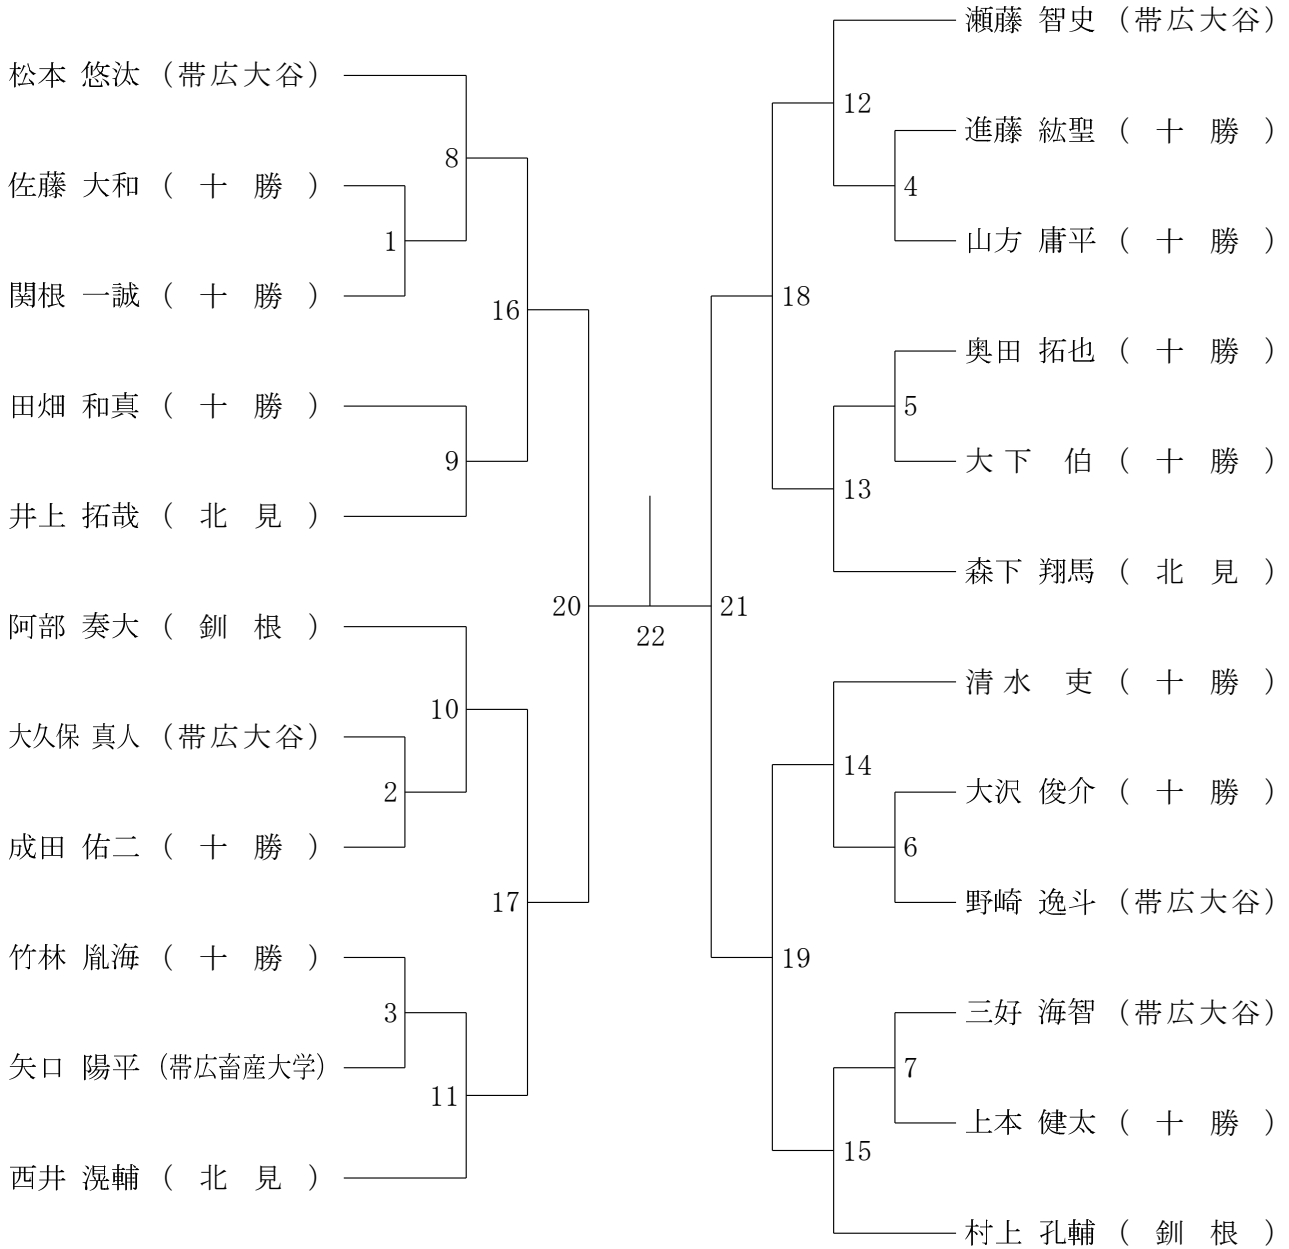 松本 悠汰 (帯広大谷)
8
佐藤 大和 ( 十 勝 )
1
関根 一誠 ( 十 勝 )
16
田畑 和真 ( 十 勝 )
9
井上 拓哉 ( 北 見 )
20
阿部 奏大 ( 釧 根 )
10
大久保 真人 (帯広大谷)
2
成田 佑二 ( 十 勝 )
17
竹林 胤海 ( 十 勝 )
3
矢口 陽平 (帯広畜産大学)
11
西井 滉輔 ( 北 見 )
22
瀬藤 智史 (帯広大谷)
12
進藤 紘聖 ( 十 勝 )
4
山方 庸平 ( 十 勝 )
18
奥田 拓也 ( 十 勝 )
5
大下 伯 ( 十 勝 )
13
森下 翔馬 ( 北 見 )
21
清水 吏 ( 十 勝 )
14
大沢 俊介 ( 十 勝 )
6
野崎 逸斗 (帯広大谷)
19
三好 海智 (帯広大谷)
7
上本 健太 ( 十 勝 )
15
村上 孔輔 ( 釧 根 )